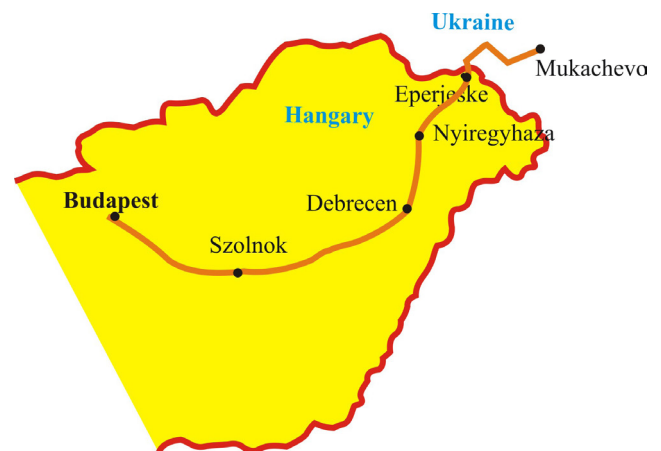 Ukraine
Mukachevo
Eperjeske
Hangary
Nyiregyhaza
Budapest
Debrecen
Szolnok